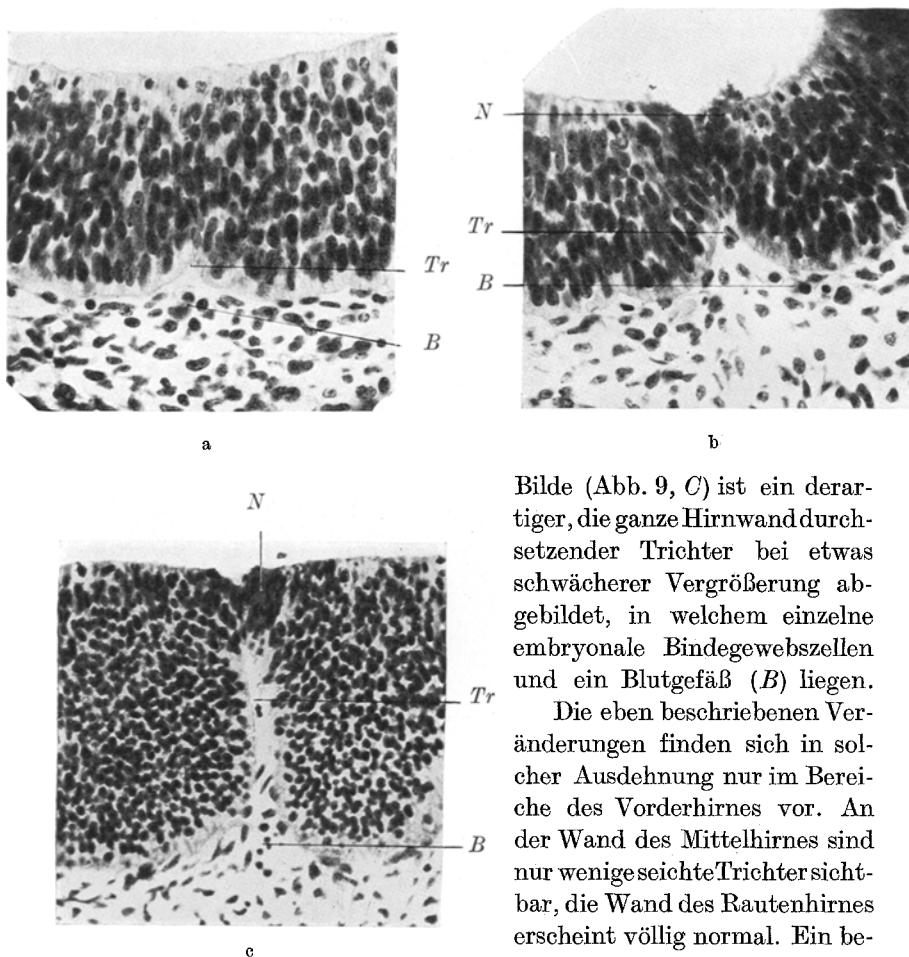 N
Tr
Tr
B
B
a
b
N
Tr
B
c
Bilde (Abb. 9, C) ist ein derar-
tiger, die ganze Hirnwand durch-
setzender Trichter bei etwas
schwächerer Vergrößerung ab-
gebildet, in welchem einzelne
embryonale Bindegewebszellen
und ein Blutgefäß (B) liegen.
Die eben beschriebenen Ver-
änderungen finden sich in sol-
cher Ausdehnung nur im Berei-
che des Vorderhirnes vor. An
der Wand des Mittelhirnes sind
nur wenige seichte Trichter sicht-
bar, die Wand des Rautenhirnes
erscheint völlig normal. Ein be-